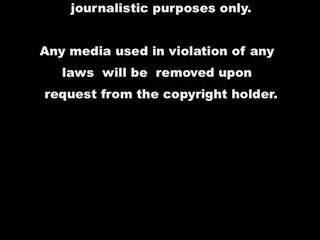 journalistic purposes only.
Any media used in violation of any
laws will be removed upon
request from the copyright holder.